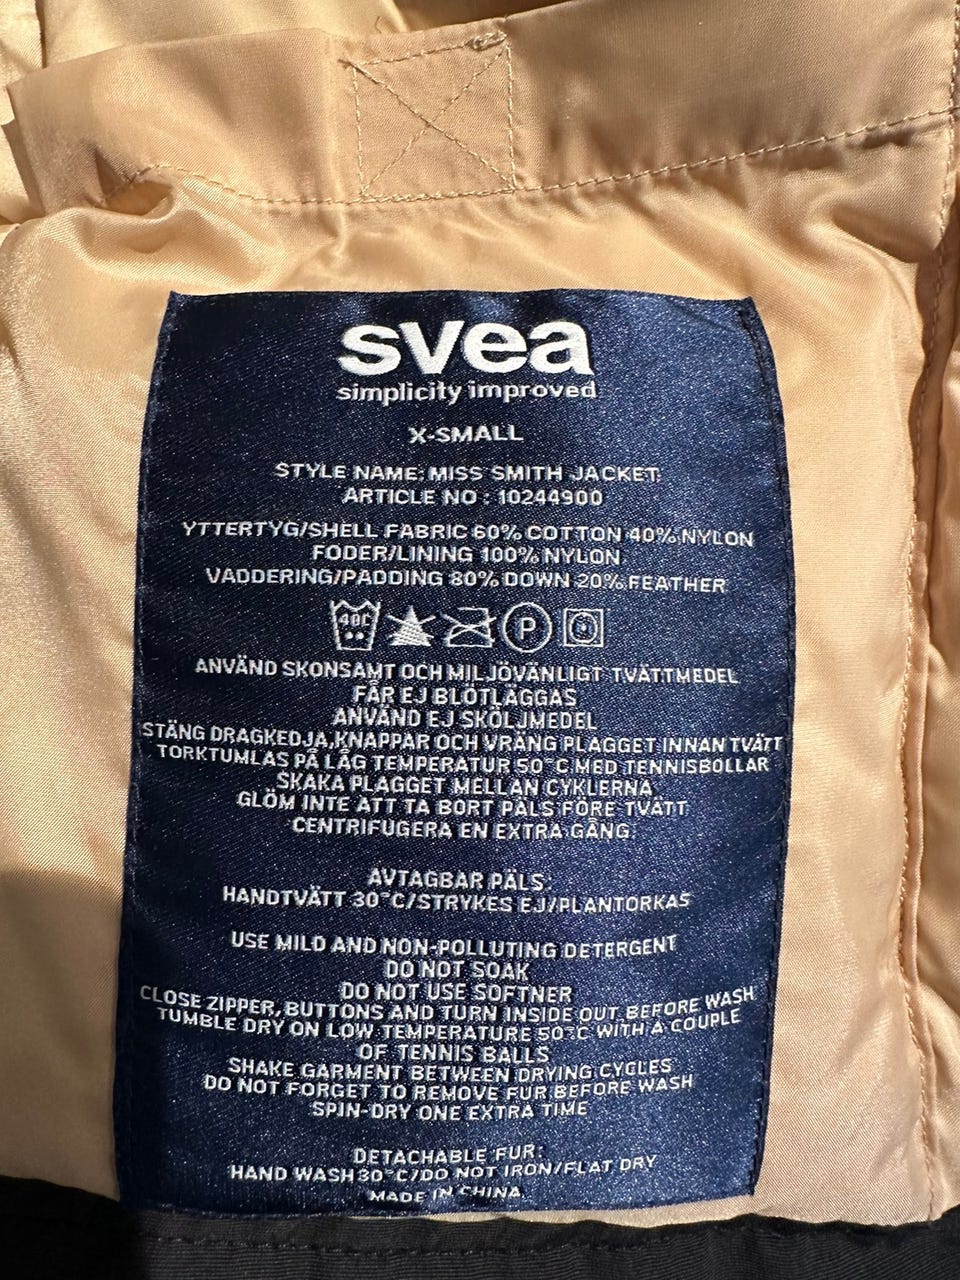 svea
simplicity improved
X-SMALL
STYLE NAME: MISS SMITH JACKET
ARTICLE NO : 10244900
YTTERTYG/SHELL FABRIC 60% COTTON 40% NYLON
FODER/LINING 100% NYLON
VADDERING/PADDING 80% DOWN 20% FEATHER
40C P
ANVÄND SKONSAMT OCH MILJÖVÄNLIGT TVÄTTMEDEL
FÅR EJ BLÖTLÄGGAS
ANVÄND EJ SKÖLJMEDEL
STÄNG DRAGKEDJA,KNAPPAR OCH VRÄNG PLAGGET INNAN TVÄTT
TORKTUMLAS PÅ LÅG TEMPERATUR 50°C MED TENNISBOLLAR
SKAKA PLAGGET MELLAN CYKLERNA
GLÖM INTE ATT TA BORT PÄLS FÖRE TVÄTT
CENTRIFUGERA EN EXTRA GÅNG.
AVTAGBAR PÄLS:
HANDTVÄTT 30°C/STRYKES EJ/PLANTORKAS
USE MILD AND NON-POLLUTING DETERGENT
DO NOT SOAK
DO NOT USE SOFTNER
CLOSE ZIPPER, BUTTONS AND TURN INSIDE OUT BEFORE WASH
TUMBLE DRY ON LOW TEMPERATURE 50°C WITH A COUPLE
OF TENNIS BALLS
SHAKE GARMENT BETWEEN DRYING CYCLES
DO NOT FORGET TO REMOVE FUR BEFORE WASH
SPIN-DRY ONE EXTRA TIME
DETACHABLE FUR:
HAND WASH 30°C/DO NOT IRON/FLAT DRY
MADE IN CHINA